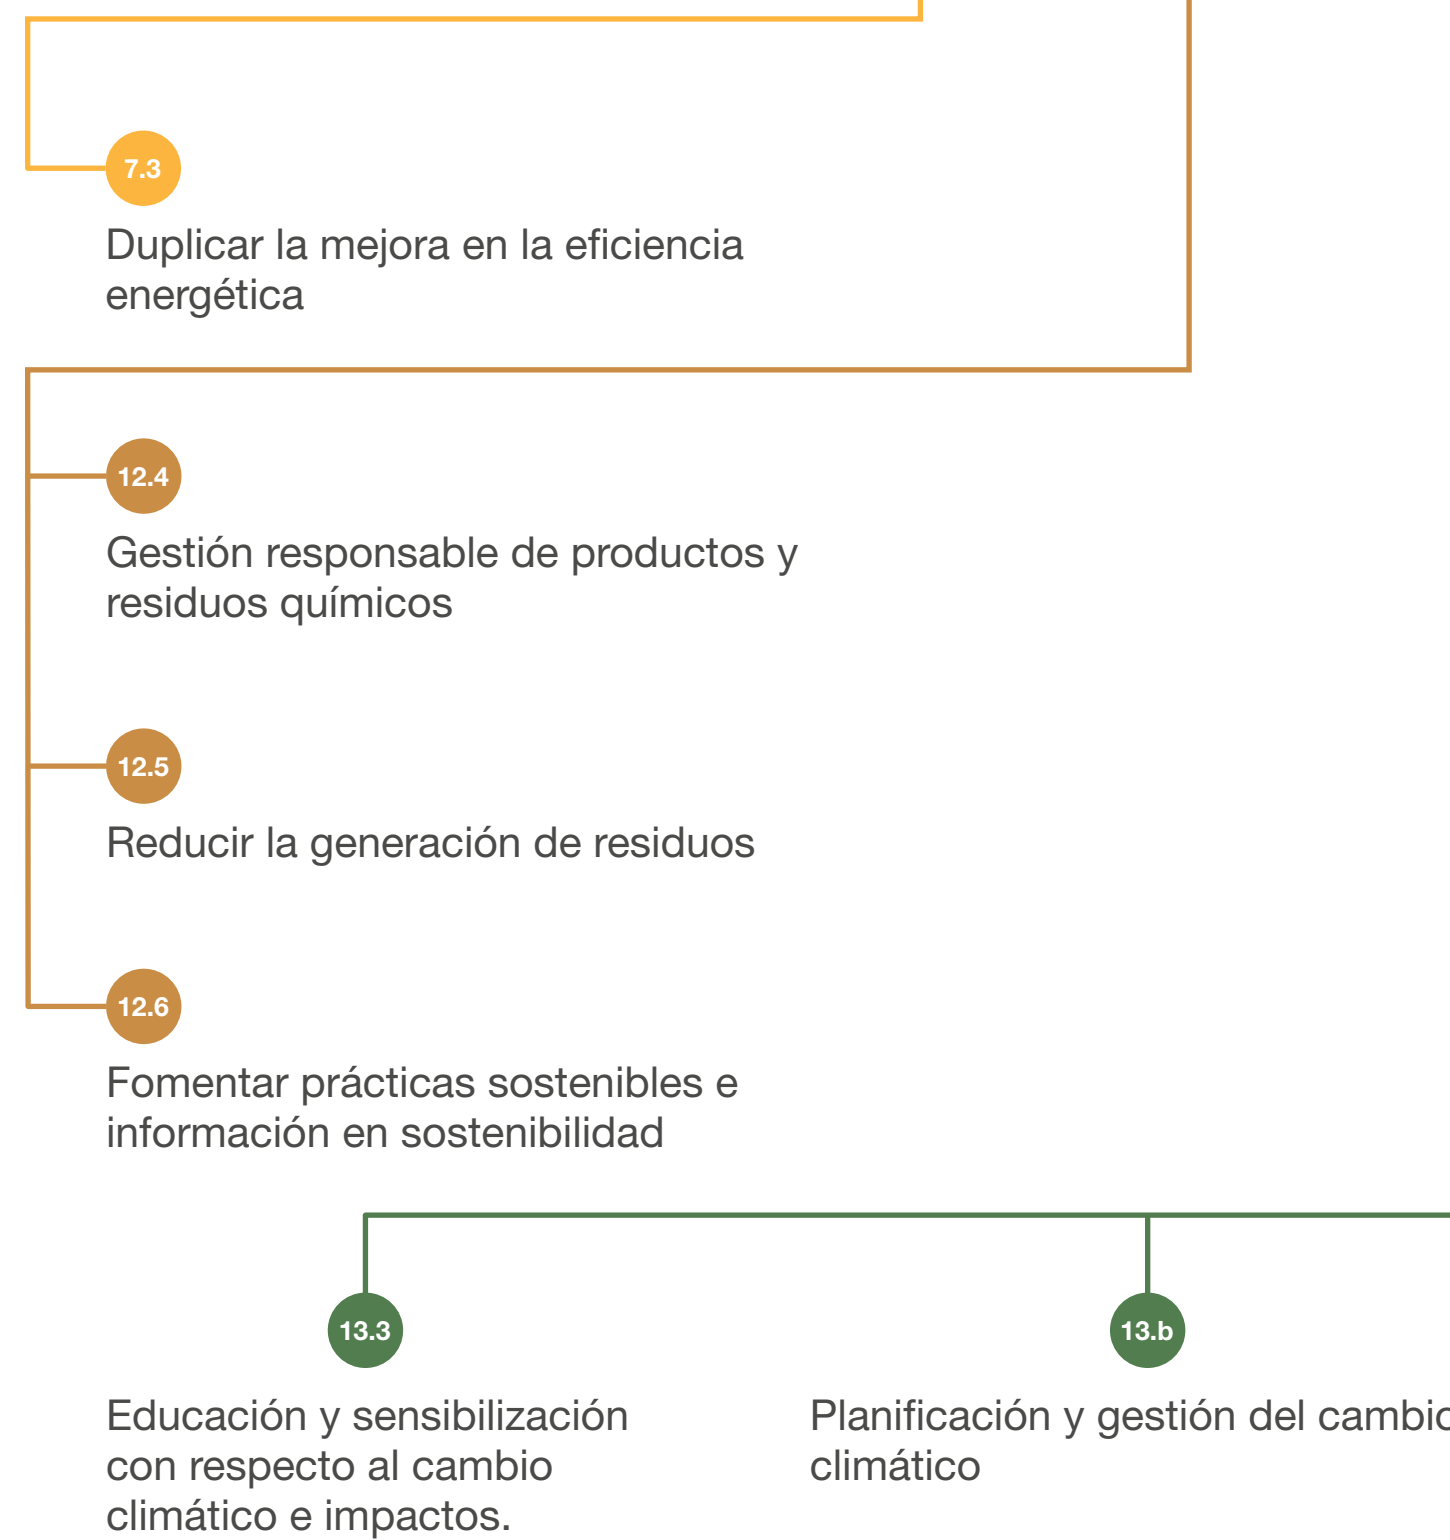 7.3
Duplicar la mejora en la eficiencia
energética
12.4
Gestión responsable de productos y
residuos químicos
12.5
Reducir la generación de residuos
12.6
Fomentar prácticas sostenibles e
información en sostenibilidad
13.3
Educación y sensibilización
con respecto al cambio
climático e impactos.
13.b
Planificación y gestión del cambio
climático